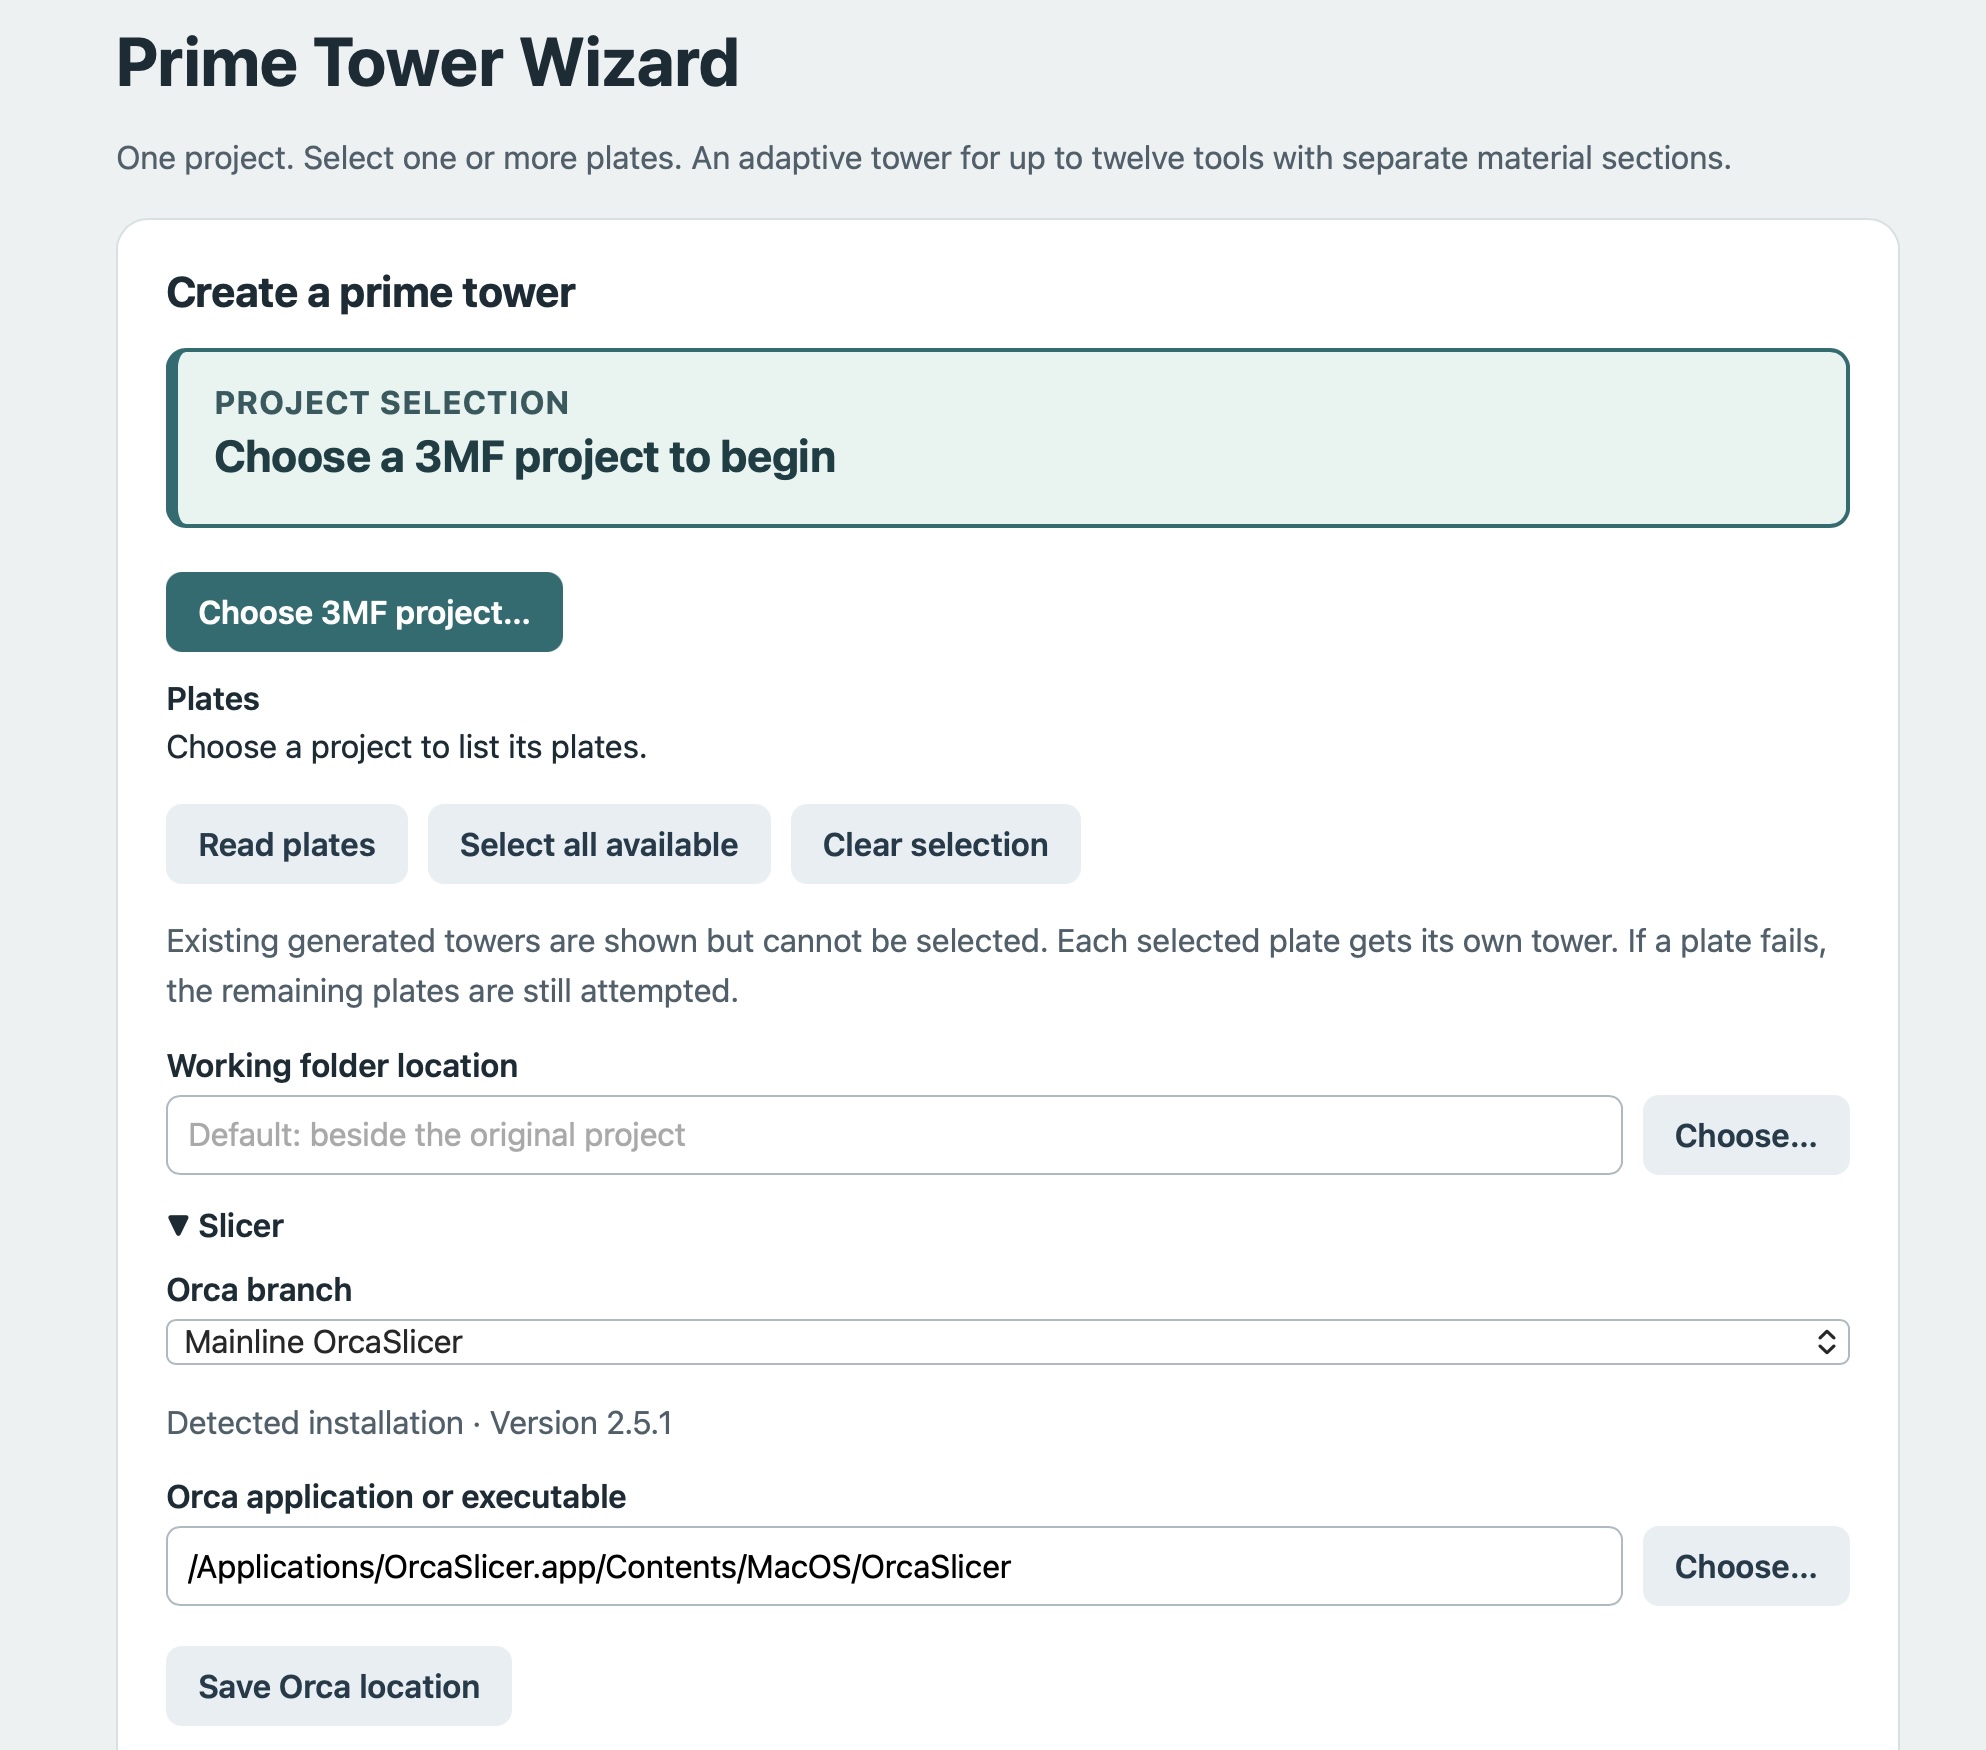 Prime Tower Wizard
One project. Select one or more plates. An adaptive tower for up to twelve tools with separate material sections.
Create a prime tower
PROJECT SELECTION
Choose a 3MF project to begin
Choose 3MF project...
Plates
Choose a project to list its plates.
Read plates
Select all available
Clear selection
Existing generated towers are shown but cannot be selected. Each selected plate gets its own tower. If a plate fails,
the remaining plates are still attempted.
Working folder location
Default: beside the original project
Choose...
▼ Slicer
Orca branch
Mainline OrcaSlicer
Detected installation · Version 2.5.1
Orca application or executable
/Applications/OrcaSlicer.app/Contents/MacOS/OrcaSlicer
Choose...
Save Orca location